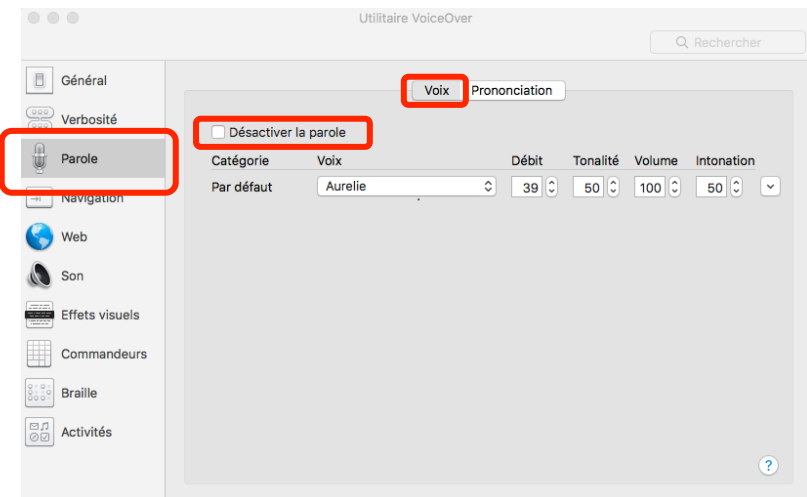 Utilitaire VoiceOver
Rechercher
Général
Verbosité
Parole
Navigation
Web
Son
Effets visuels
Commandeurs
Braille
Activités
Voix Prononciation
Désactiver la parole
Catégorie Voix Débit Tonalité Volume Intonation
Par défaut Aurelie 39 50 100 50
?